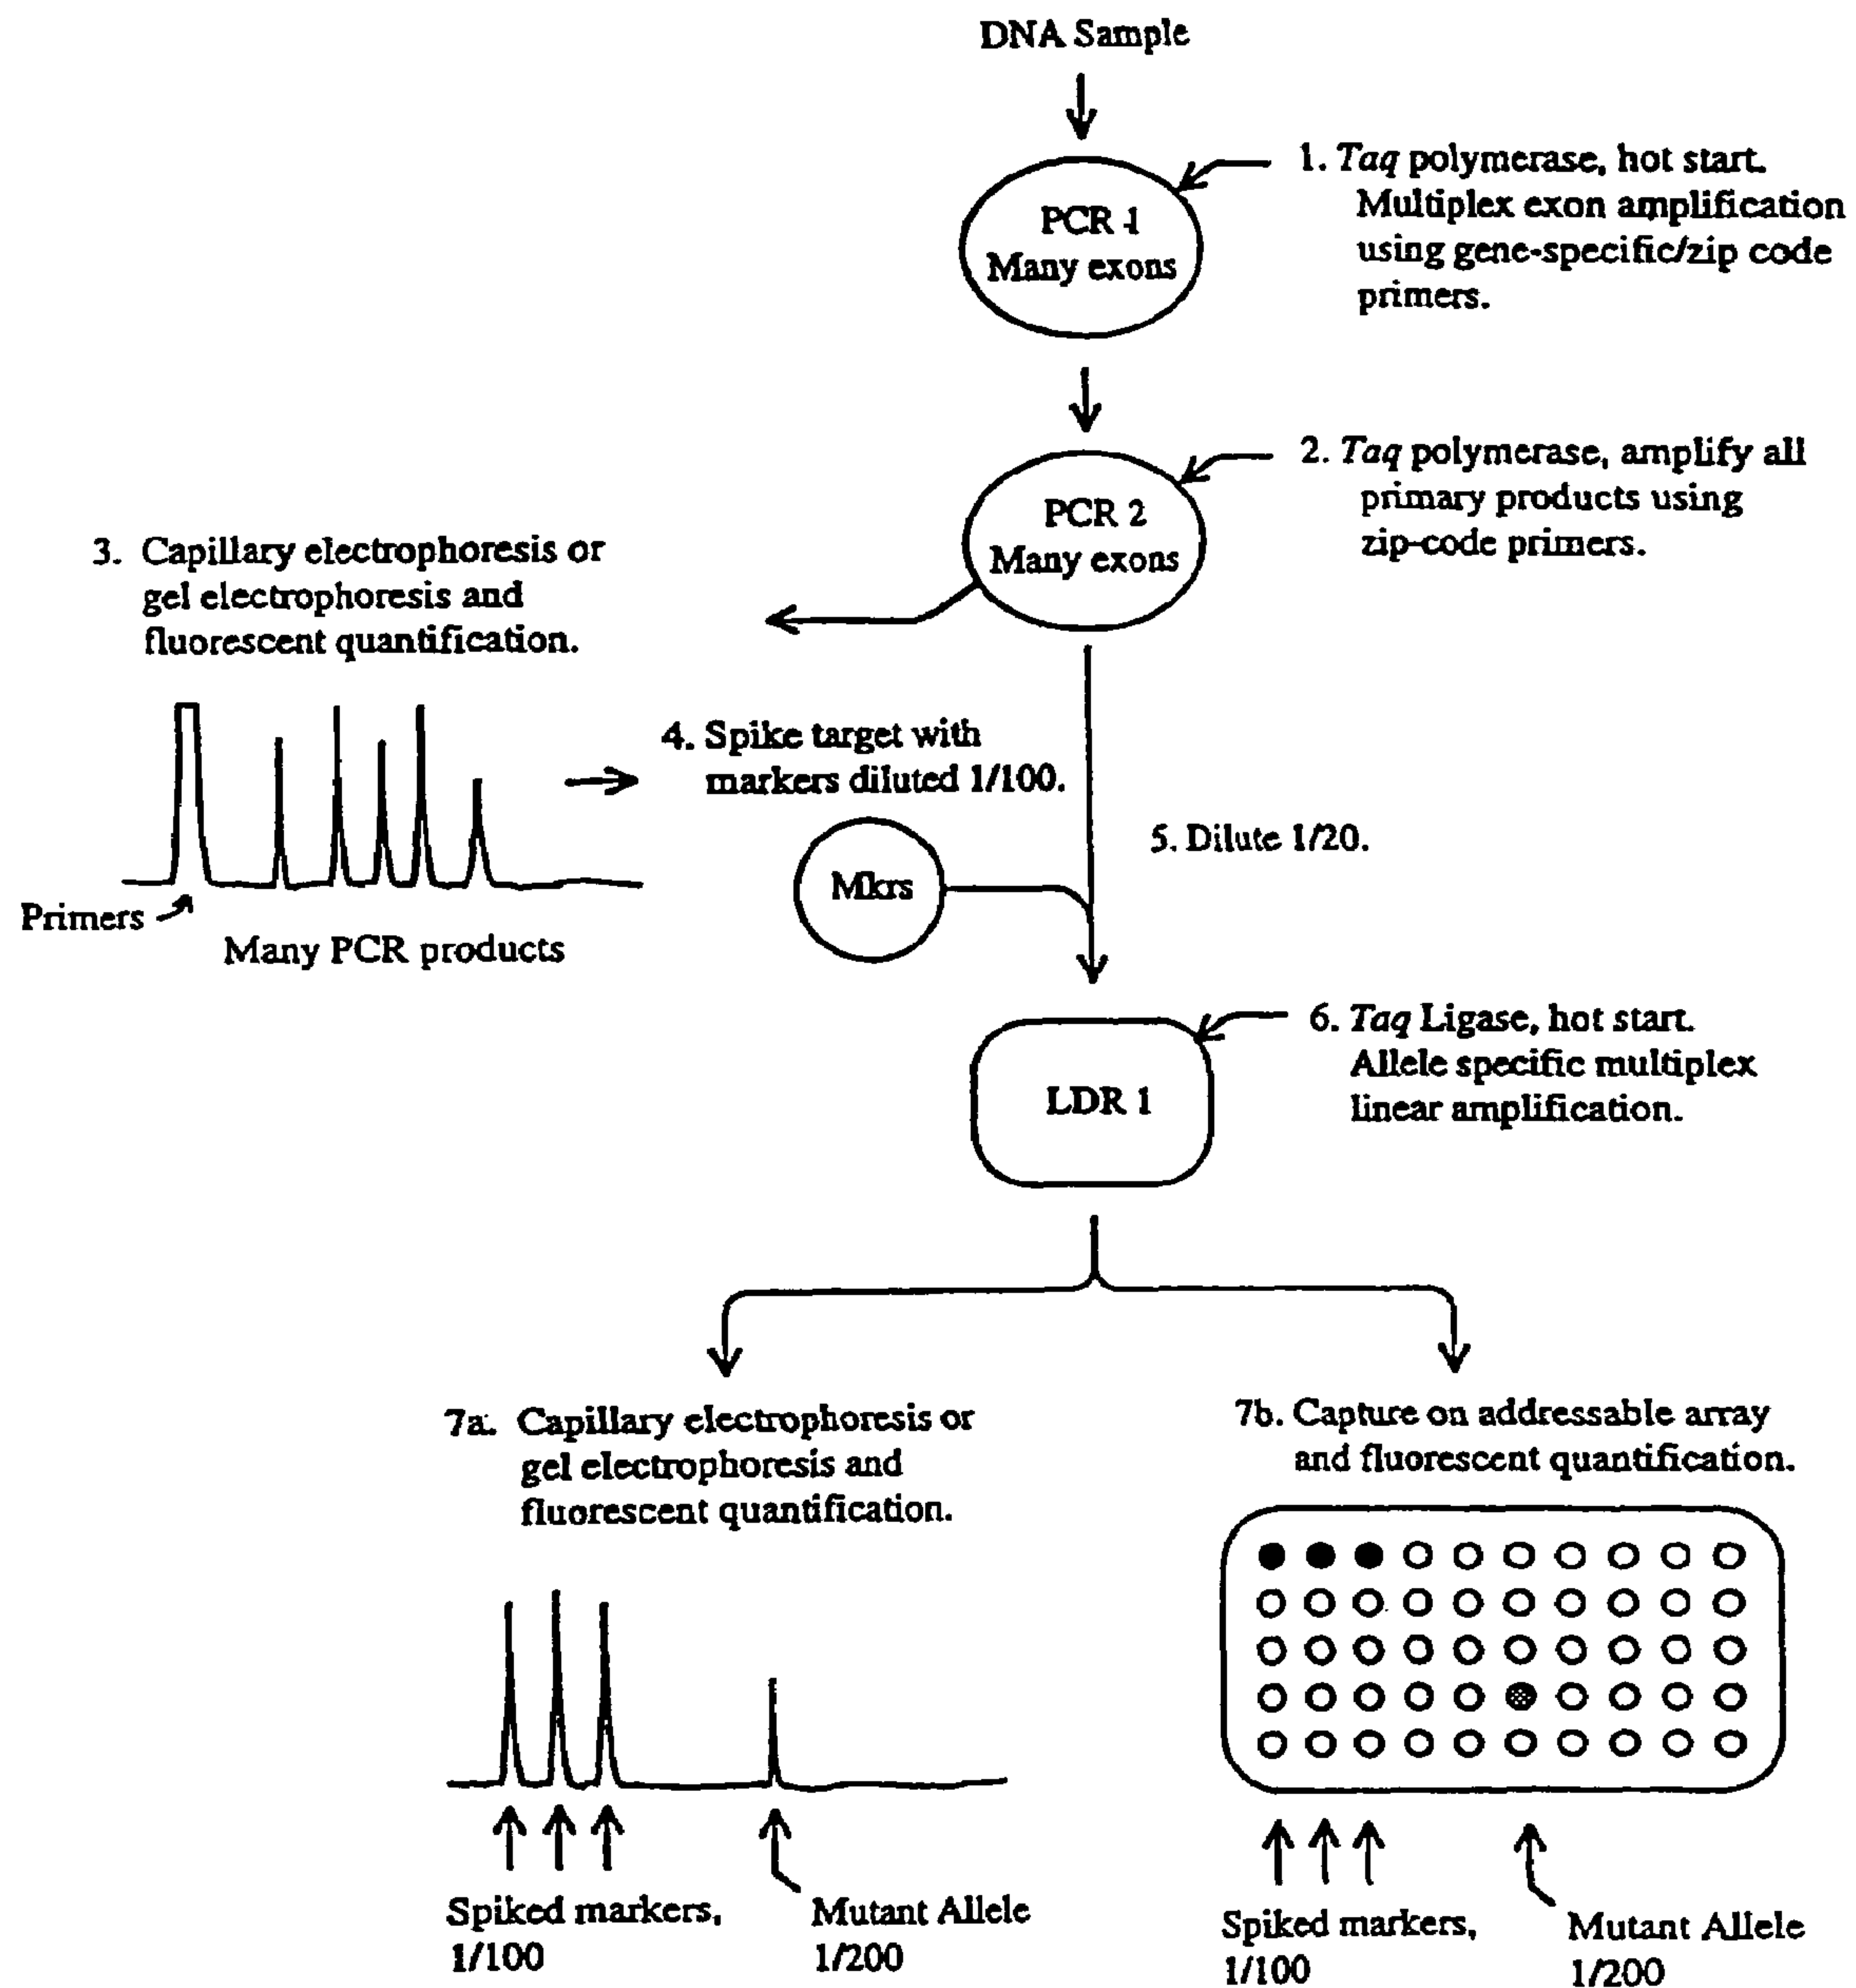 DNA Sample
1. Taq polymerase, hot start.
Multiplex exon amplification
using gene-specific/zip code
primers.
PCR 1
Many exons
2. Taq polymerase, amplify all
primary products using
zip-code primers.
PCR 2
Many exons
3. Capillary electrophoresis or
gel electrophoresis and
fluorescent quantification.
4. Spike target with
markers diluted 1/100.
5. Dilute 1/20.
Mkrs
Primers
Many PCR products
6. Taq Ligase, hot start.
Allele specific multiplex
linear amplification.
LDR 1
7a. Capillary electrophoresis or
gel electrophoresis and
fluorescent quantification.
7b. Capture on addressable array
and fluorescent quantification.
Spiked markers,
1/100
Mutant Allele
1/200
Spiked markers,
1/100
Mutant Allele
1/200